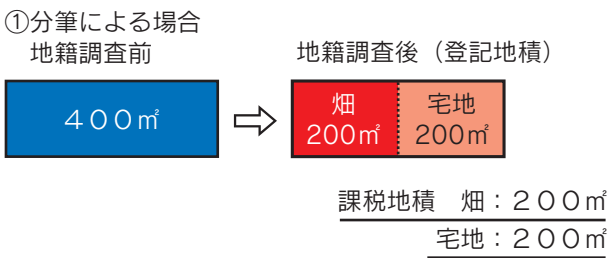 ①分筆による場合
地籍調査前
地籍調査後（登記地積）
４００㎡
畑
200㎡
宅地
200㎡
課税地積　畑：２００㎡
宅地：２００㎡